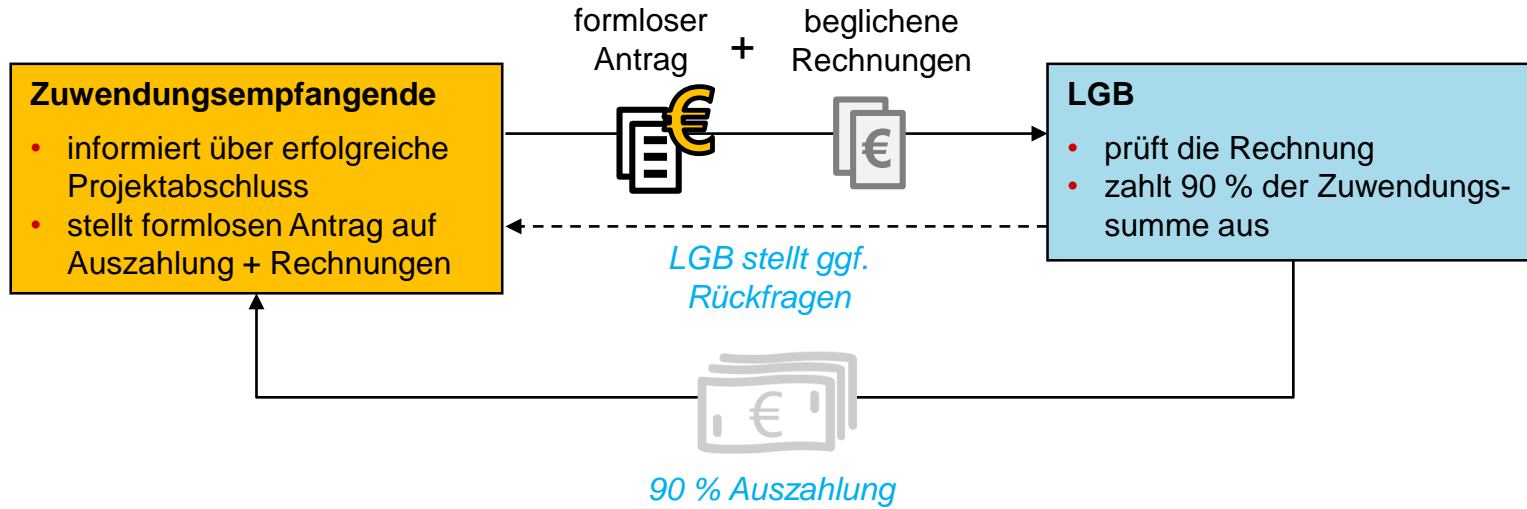 formloser
Antrag
+
beglichene
Rechnungen
Zuwendungsempfangende
• informiert über erfolgreiche
Projektabschluss
• stellt formlosen Antrag auf
Auszahlung + Rechnungen
€
€
LGB
• prüft die Rechnung
• zahlt 90 % der Zuwendungs-
summe aus
LGB stellt ggf.
Rückfragen
€
90 % Auszahlung